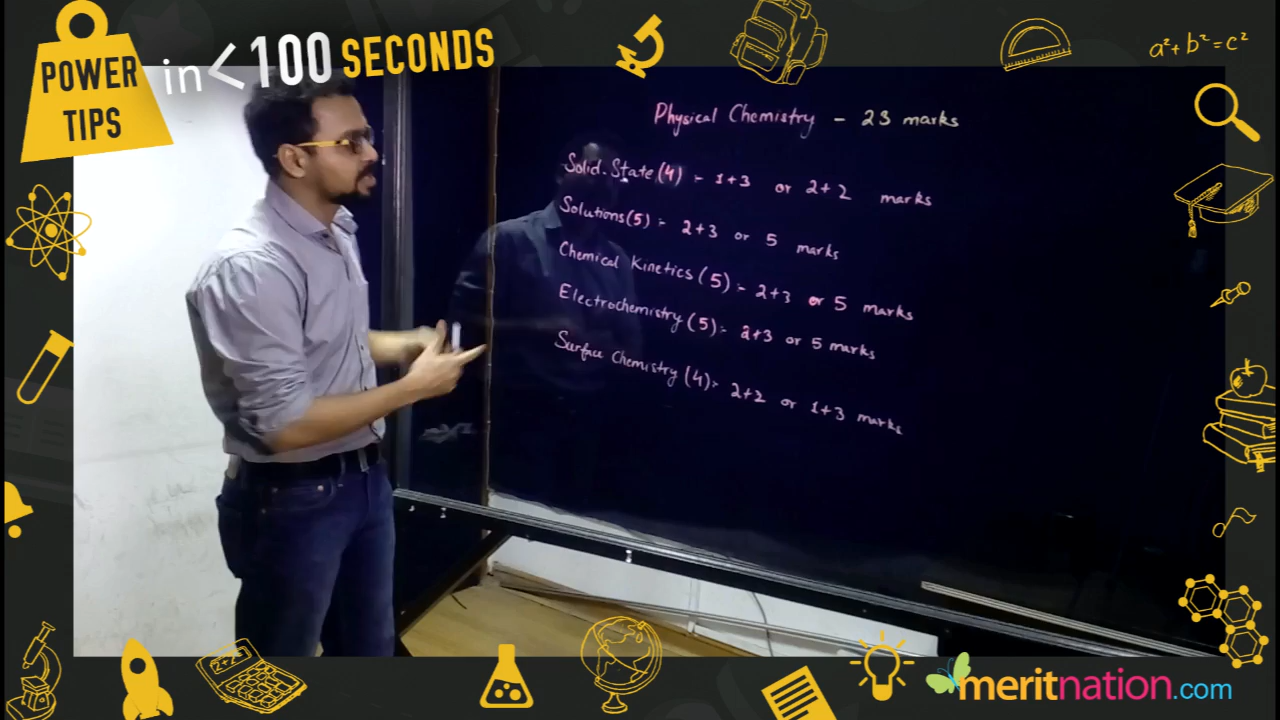 POWER TIPS
in <100 SECONDS
a²+b²=c²
Physical Chemistry - 23 marks
Solid.State (4) :- 1+3 or 2+2 marks
Solutions (5) :- 2+3 or 5 marks
Chemical Kinetics (5) :- 2+3 or 5 marks
Electrochemistry (5) :- 2+3 or 5 marks
Surface Chemistry (4) :- 2+2 or 1+3 marks
2+2=
meritnation.com